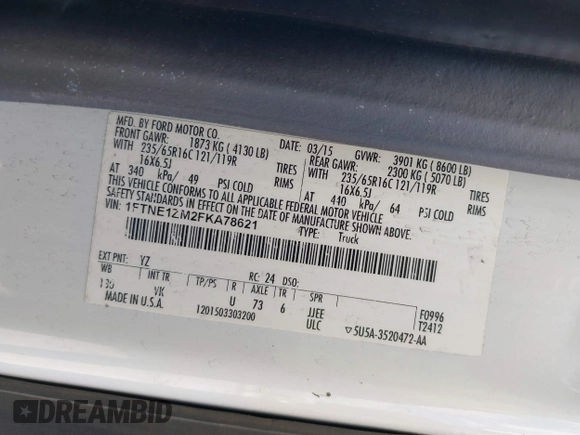 MFD. BY FORD MOTOR CO.
DATE: 03/15 GVWR: 3901 KG ( 8600 LB)
FRONT GAWR: 1873 KG ( 4130 LB) REAR GAWR: 2300 KG ( 5070 LB)
WITH 235/65R16C 121/119R TIRES WITH 235/65R16C 121/119R TIRES
16X6.5J 16X6.5J
AT 340 kPa/ 49 PSI COLD AT 440 kPa/ 64 PSI COLD
THIS VEHICLE CONFORMS TO ALL APPLICABLE FEDERAL MOTOR VEHICLE
SAFETY STANDARDS IN EFFECT ON THE DATE OF MANUFACTURE SHOWN ABOVE.
1FTNE1ZM2FKA78621 TYPE: Truck
EXT PNT: YZ RC: 24 DSO:
WB INT TR TP/PS R AXLE TR SPR F0996
130 VK U 73 6 JJEE T2412
MADE IN U.S.A. 1201503303200 ULC ▽5U5A-3520472-AA
DREAMBID